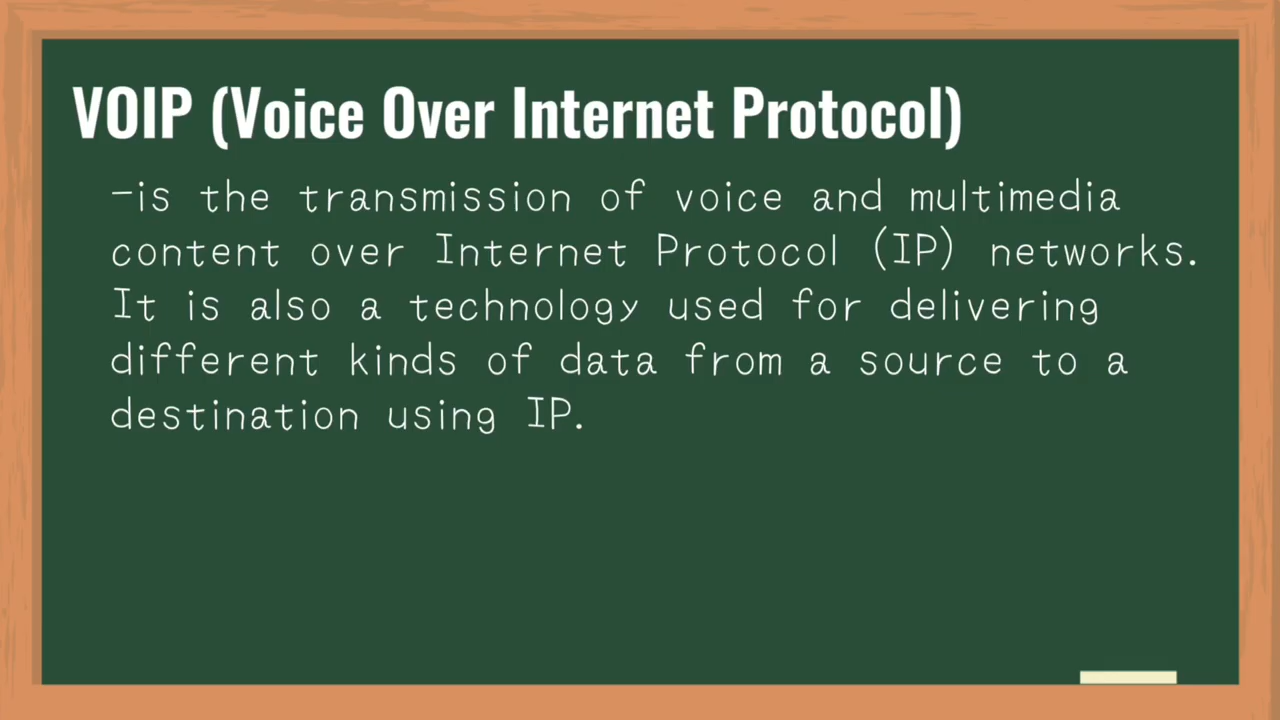 VOIP (Voice Over Internet Protocol)
-is the transmission of voice and multimedia
content over Internet Protocol (IP) networks.
It is also a technology used for delivering
different kinds of data from a source to a
destination using IP.